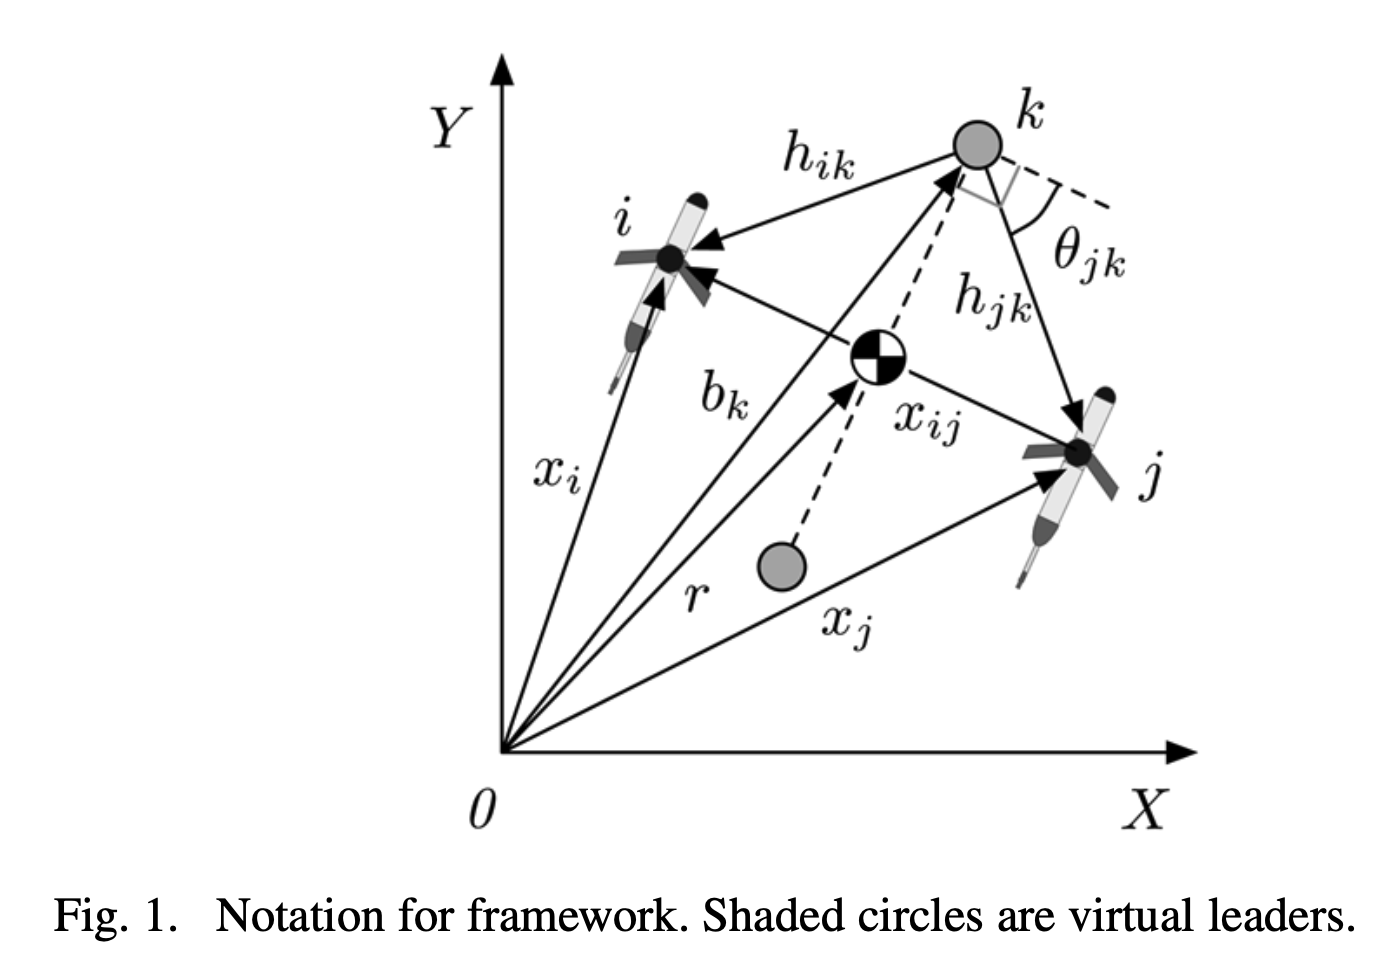 k
Y
h_{ik}
i
θ_{jk}
h_{jk}
b_k
x_{ij}
x_i
j
r
x_j
0
X
Fig. 1. Notation for framework. Shaded circles are virtual leaders.